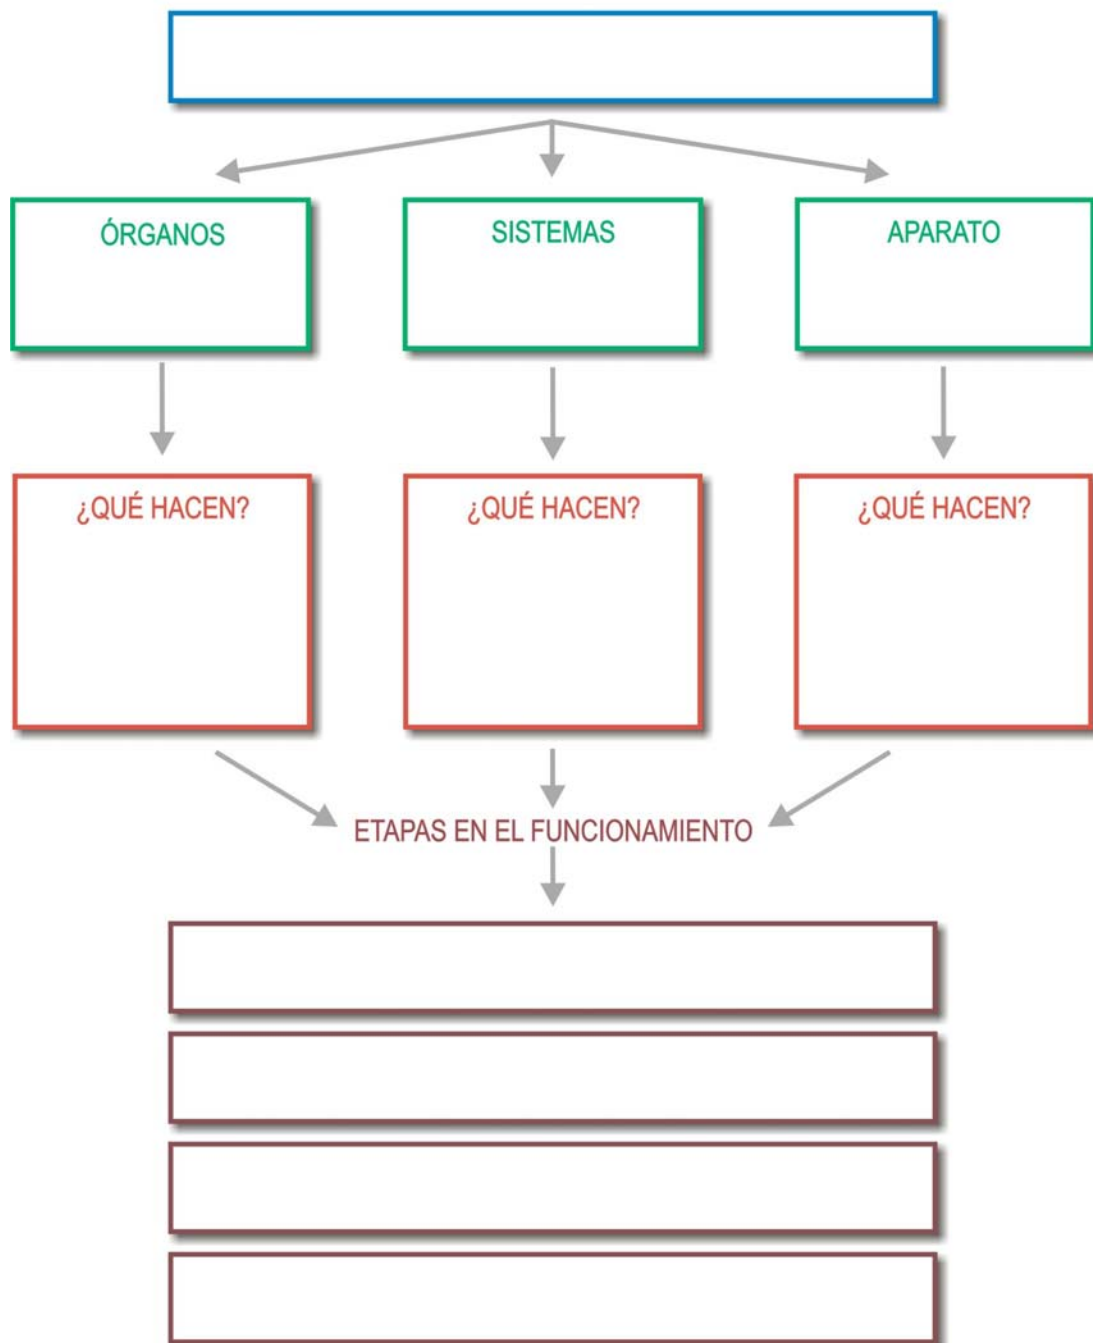 ÓRGANOS
SISTEMAS
APARATO
¿QUÉ HACEN?
¿QUÉ HACEN?
¿QUÉ HACEN?
ETAPAS EN EL FUNCIONAMIENTO